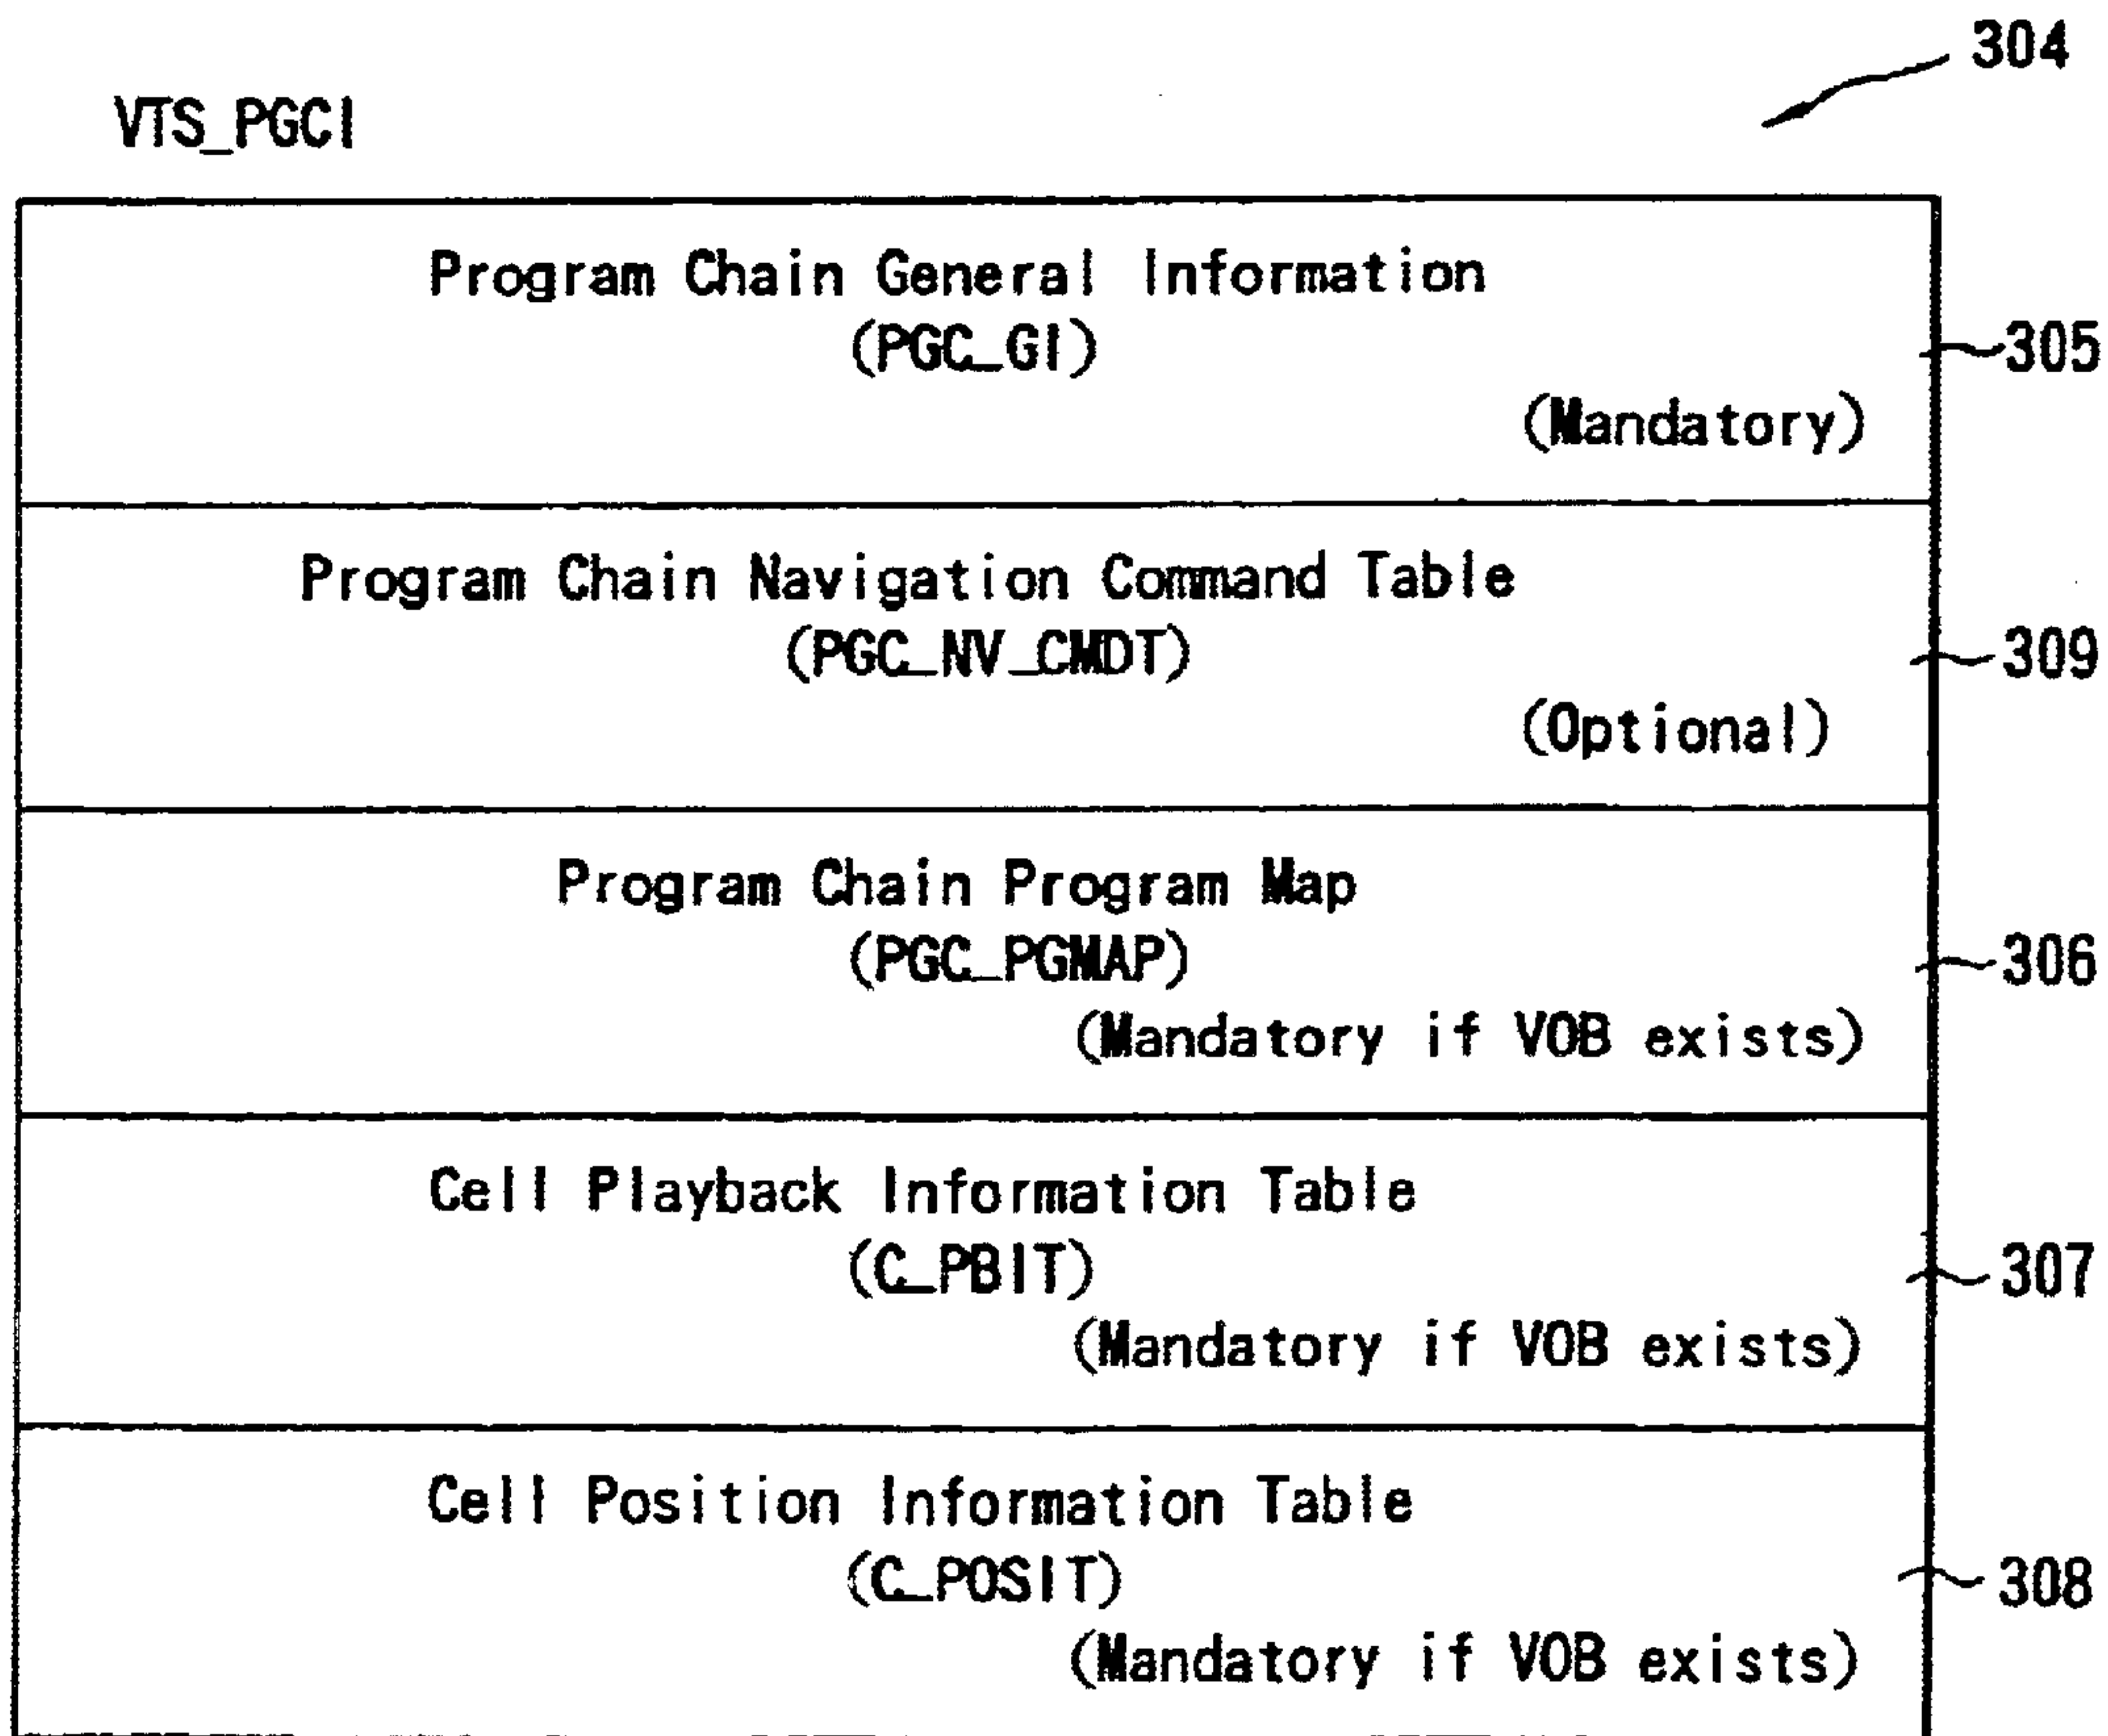 304
VTS_PGCI
Program Chain General Information
(PGC_GI)
305
(Mandatory)
Program Chain Navigation Command Table
(PGC_NV_CMDT)
309
(Optional)
Program Chain Program Map
(PGC_PGMAP)
306
(Mandatory if VOB exists)
Cell Playback Information Table
(C_PBIT)
307
(Mandatory if VOB exists)
Cell Position Information Table
(C_POSIT)
308
(Mandatory if VOB exists)